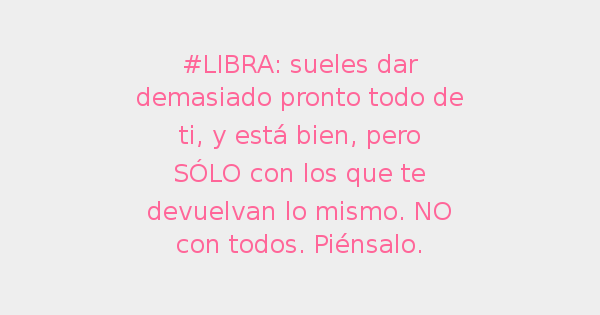 #LIBRA: sueles dar
demasiado pronto todo de
ti, y está bien, pero
SÓLO con los que te
devuelvan lo mismo. NO
con todos. Piénsalo.